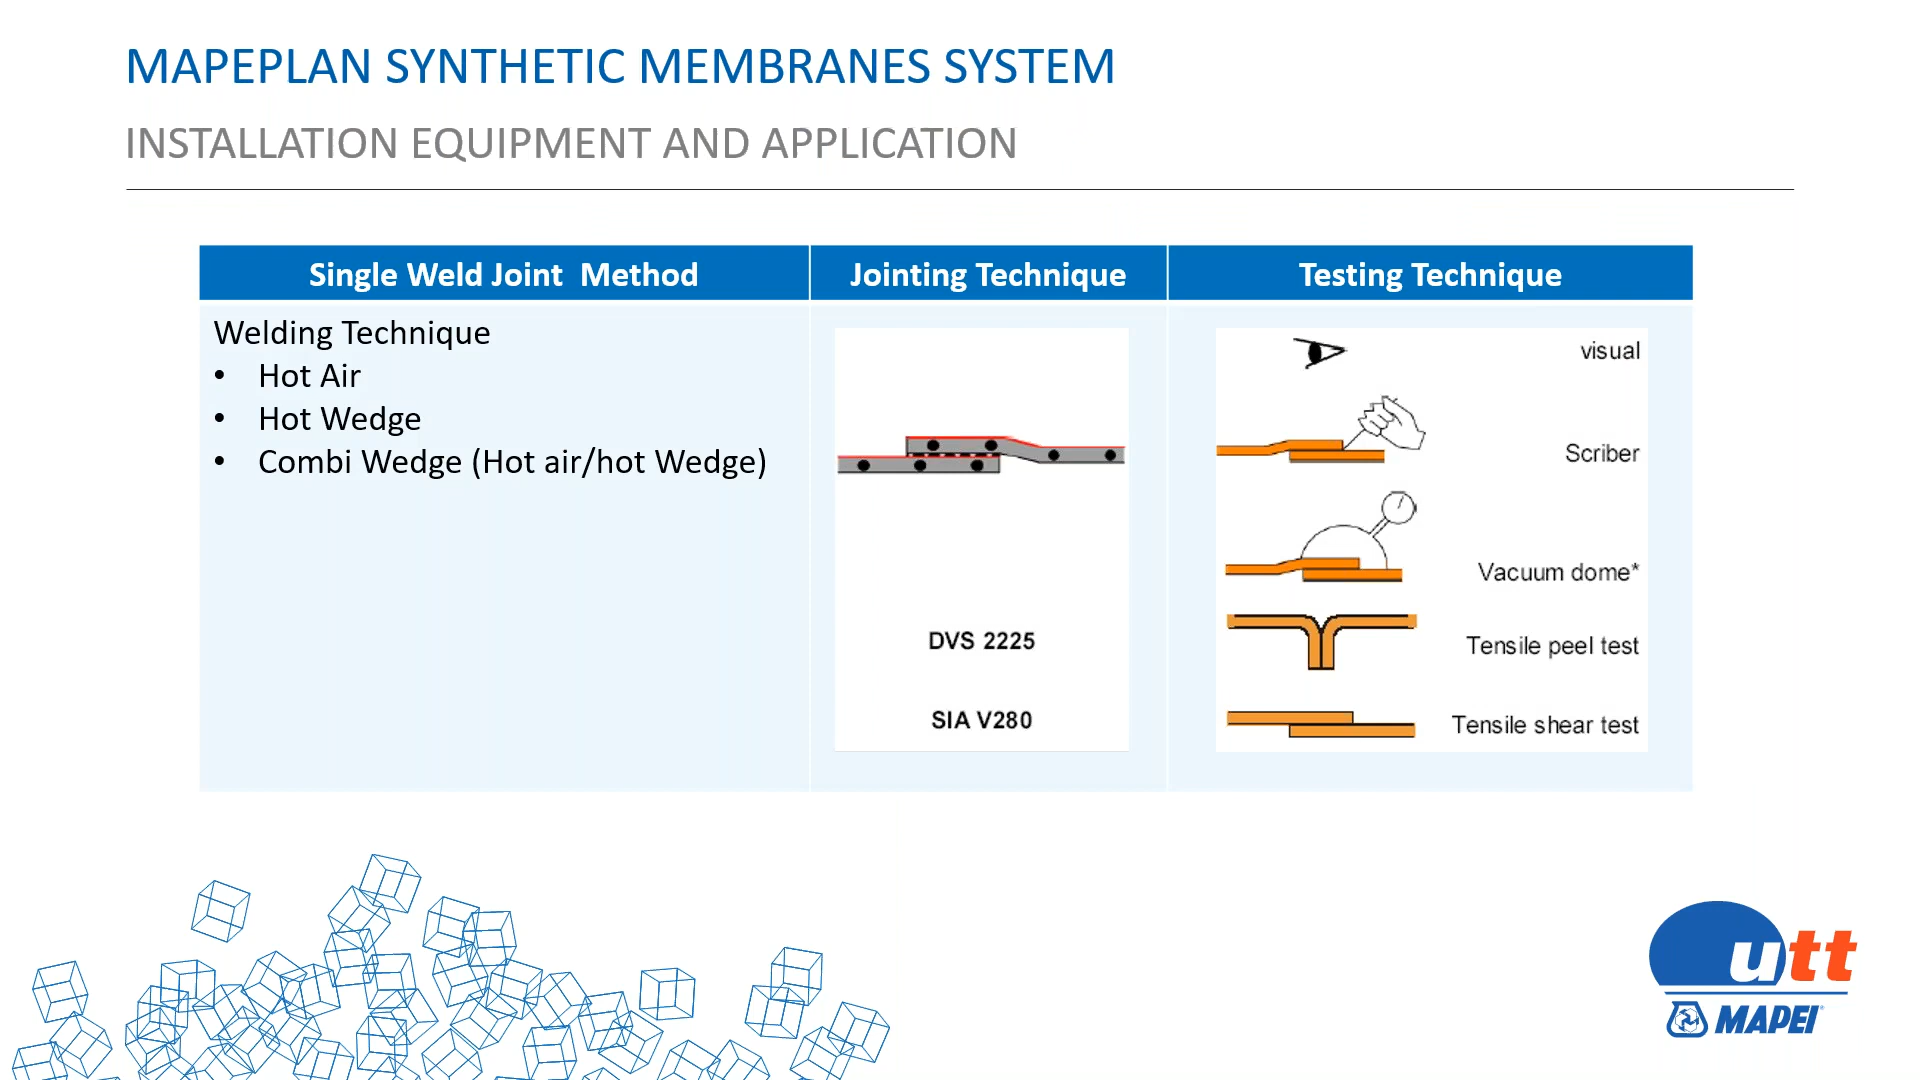 MAPEPLAN SYNTHETIC MEMBRANES SYSTEM
INSTALLATION EQUIPMENT AND APPLICATION
Single Weld Joint Method
Jointing Technique
Testing Technique
Welding Technique
• Hot Air
• Hot Wedge
• Combi Wedge (Hot air/hot Wedge)
DVS 2225
SIA V280
visual
Scriber
Vacuum dome*
Tensile peel test
Tensile shear test
utt
MAPEI®